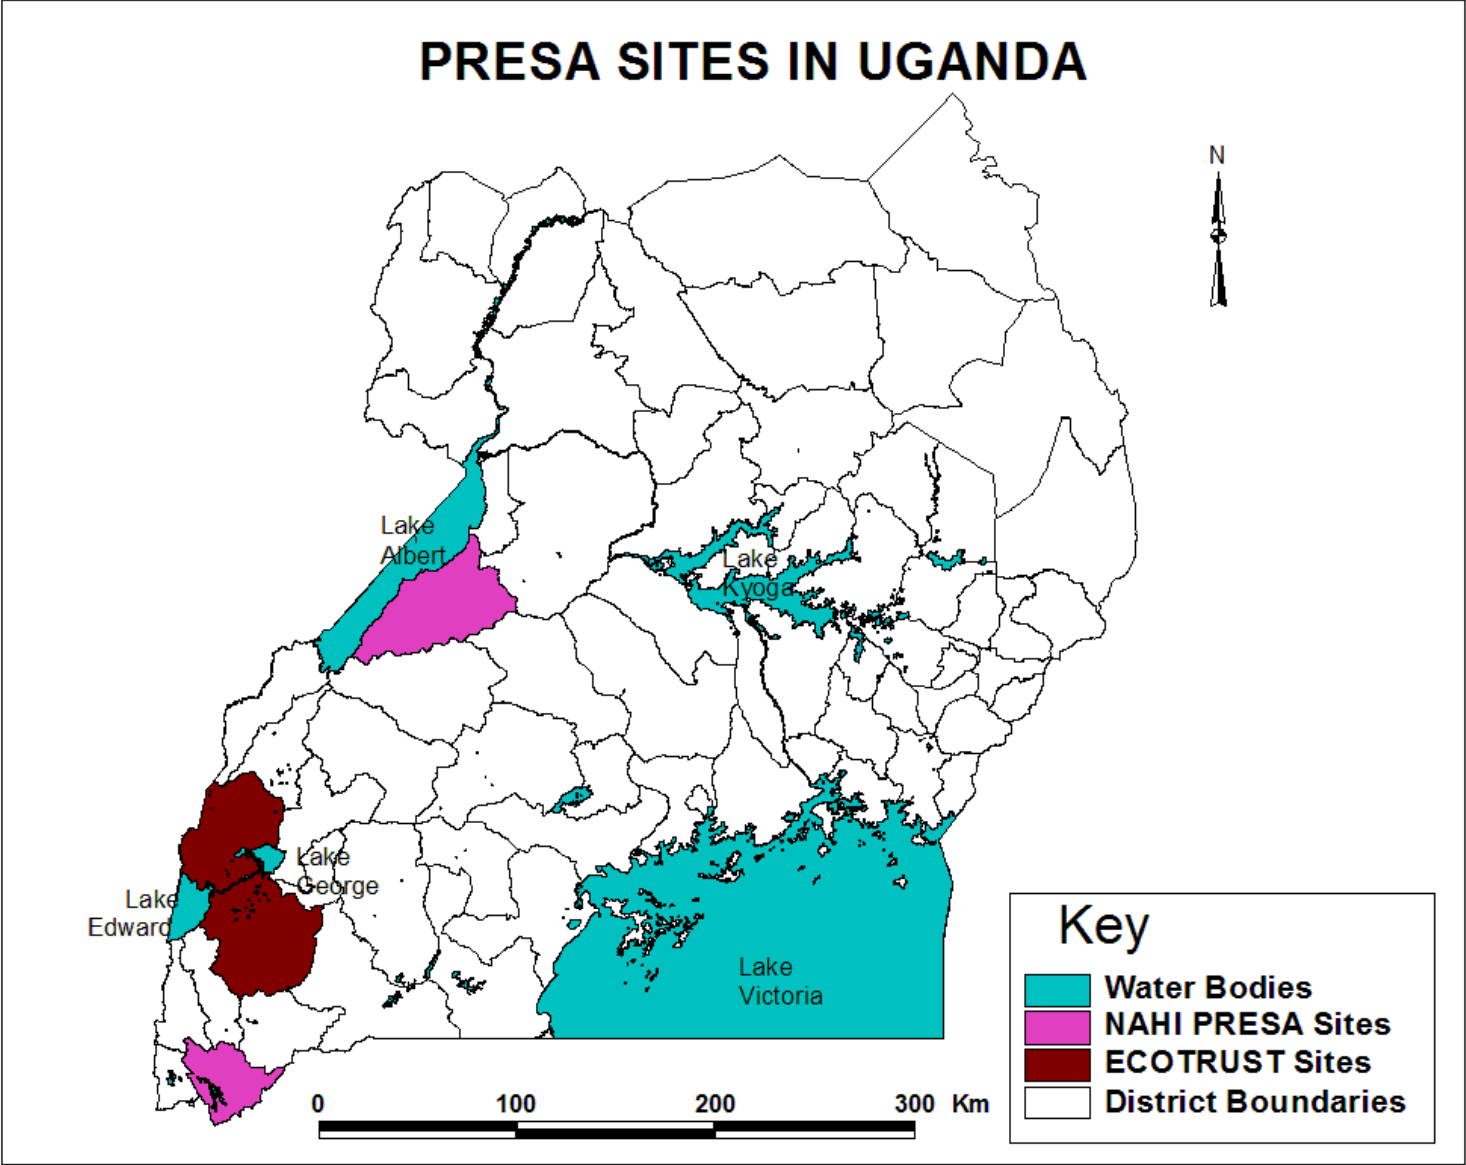 PRESA SITES IN UGANDA
N
Lake
Albert
Lake
Kyoga
Lake
George
Lake
Edward
Lake
Victoria
Key
Water Bodies
NAHI PRESA Sites
ECOTRUST Sites
District Boundaries
0 100 200 300 Km